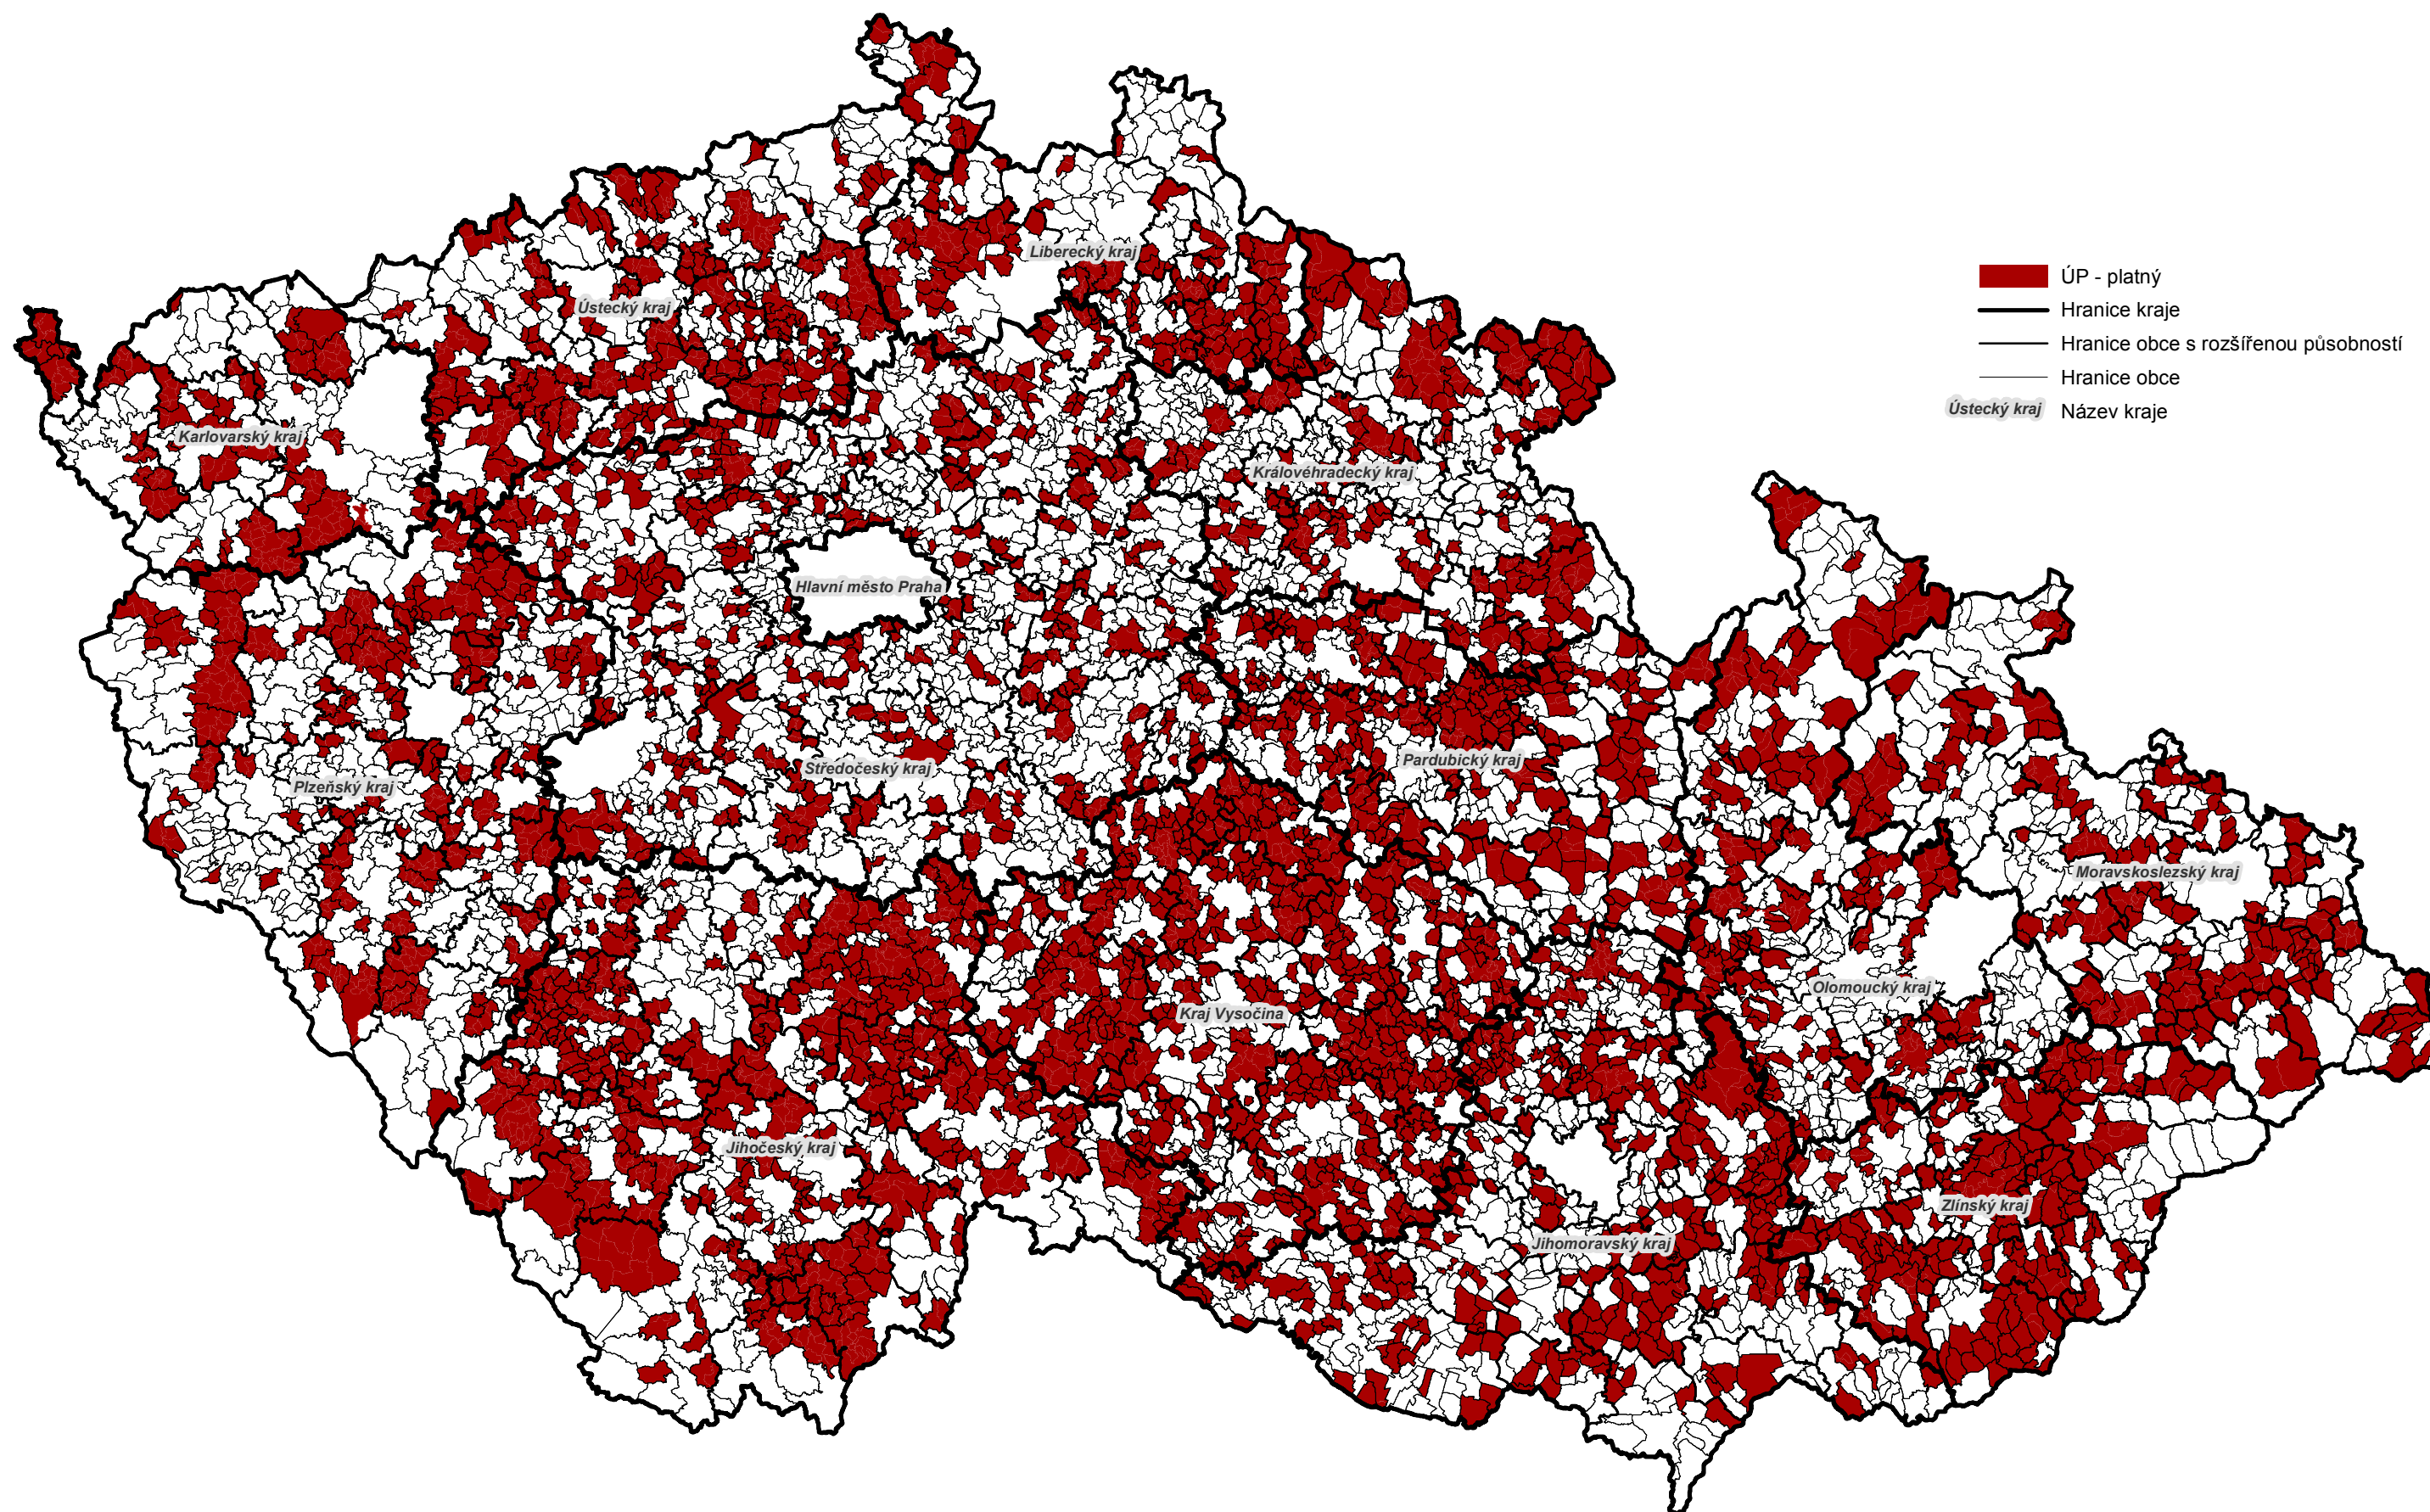 ÚP - platný
Hranice kraje
Hranice obce s rozšířenou působností
Hranice obce
Ústecký kraj
Název kraje
Liberecký kraj
Ústecký kraj
Karlovarský kraj
Královéhradecký kraj
Hlavní město Praha
Pardubický kraj
Středočeský kraj
Plzeňský kraj
Moravskoslezský kraj
Olomoucký kraj
Kraj Vysočina
Jihočeský kraj
Zlínský kraj
Jihomoravský kraj